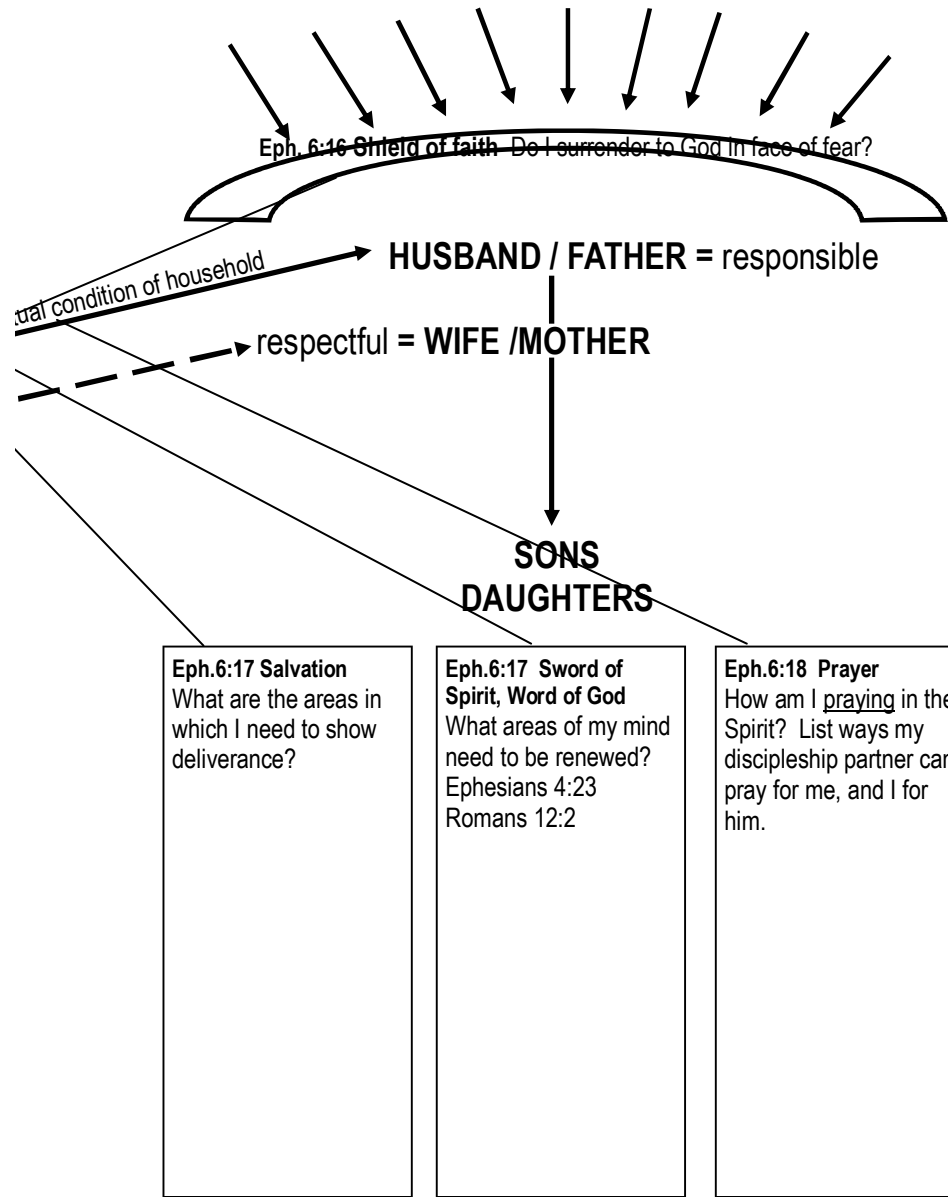 Eph. 6:16 Shield of faith Do I surrender to God in face of fear?
HUSBAND / FATHER = responsible
condition of household
respectful = WIFE /MOTHER
SONS
DAUGHTERS
Eph.6:17 Salvation
What are the areas in
which I need to show
deliverance?
Eph.6:17 Sword of
Spirit, Word of God
What areas of my mind
need to be renewed?
Ephesians 4:23
Romans 12:2
Eph.6:18 Prayer
How am I praying in the
Spirit? List ways my
discipleship partner can
pray for me, and I for
him.